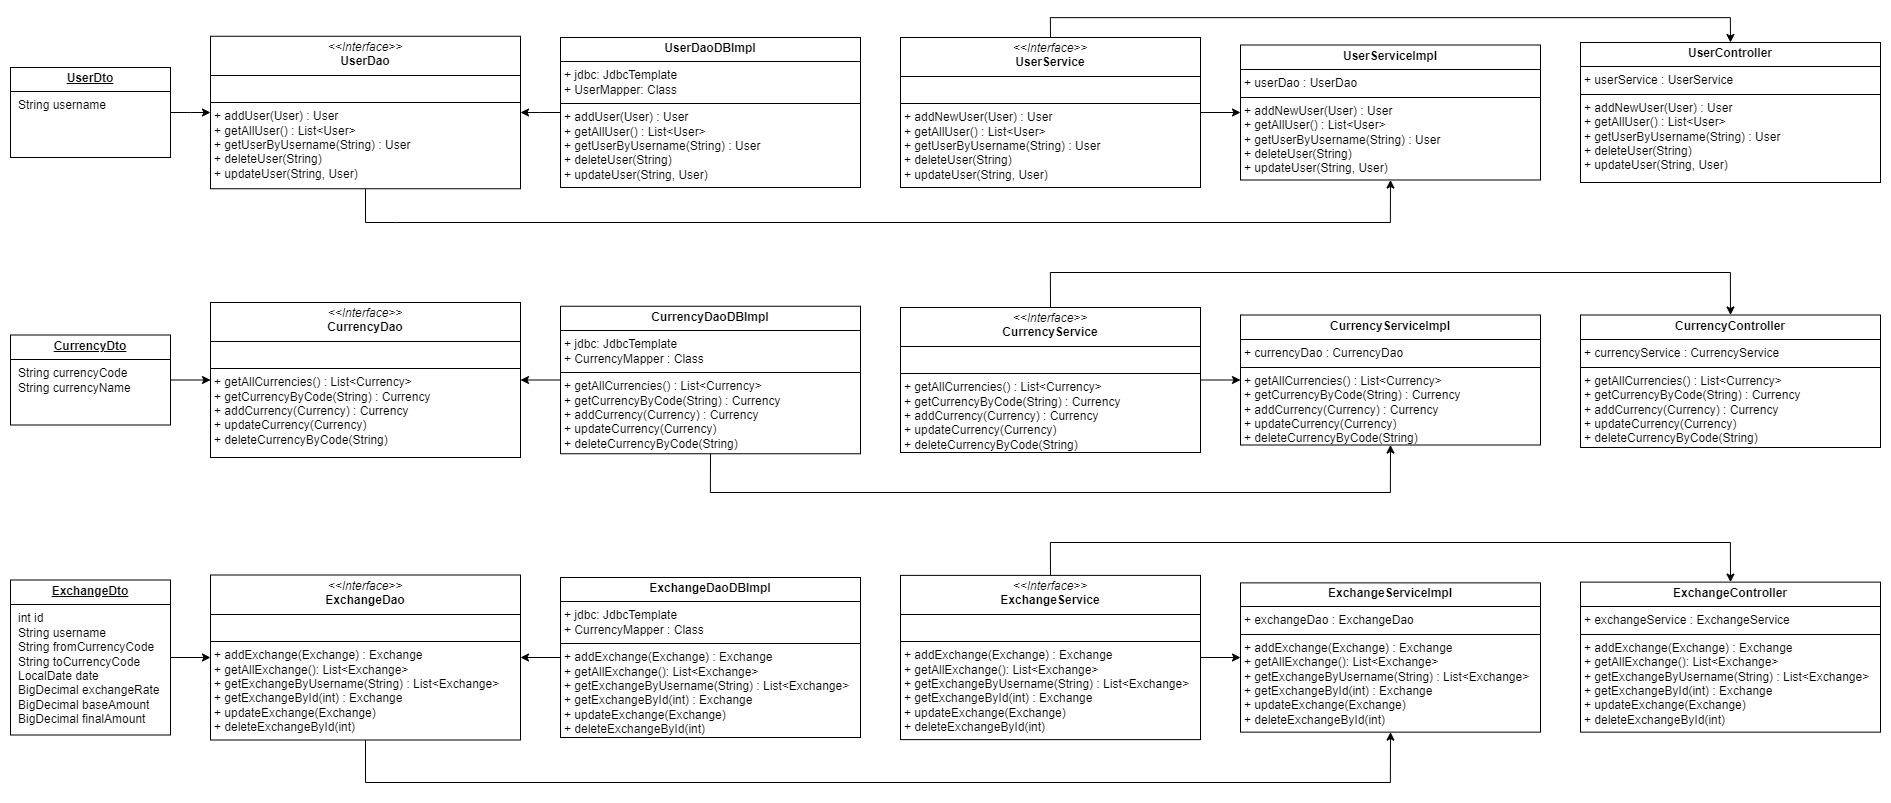 UserDto
String username
<<Interface>>
UserDao
+ addUser(User) : User
+ getAllUser() : List<User>
+ getUserByUsername(String) : User
+ deleteUser(String)
+ updateUser(String, User)
UserDaoDBImpl
+ jdbc: JdbcTemplate
+ UserMapper: Class
+ addUser(User) : User
+ getAllUser() : List<User>
+ getUserByUsername(String) : User
+ deleteUser(String)
+ updateUser(String, User)
<<Interface>>
UserService
+ addNewUser(User) : User
+ getAllUser() : List<User>
+ getUserByUsername(String) : User
+ deleteUser(String)
+ updateUser(String, User)
UserServiceImpl
+ userDao : UserDao
+ addNewUser(User) : User
+ getAllUser() : List<User>
+ getUserByUsername(String) : User
+ deleteUser(String)
+ updateUser(String, User)
UserController
+ userService : UserService
+ addNewUser(User) : User
+ getAllUser() : List<User>
+ getUserByUsername(String) : User
+ deleteUser(String)
+ updateUser(String, User)
CurrencyDto
String currencyCode
String currencyName
<<Interface>>
CurrencyDao
+ getAllCurrencies() : List<Currency>
+ getCurrencyByCode(String) : Currency
+ addCurrency(Currency) : Currency
+ updateCurrency(Currency)
+ deleteCurrencyByCode(String)
CurrencyDaoDBImpl
+ jdbc: JdbcTemplate
+ CurrencyMapper : Class
+ getAllCurrencies() : List<Currency>
+ getCurrencyByCode(String) : Currency
+ addCurrency(Currency) : Currency
+ updateCurrency(Currency)
+ deleteCurrencyByCode(String)
<<Interface>>
CurrencyService
+ getAllCurrencies() : List<Currency>
+ getCurrencyByCode(String) : Currency
+ addCurrency(Currency) : Currency
+ updateCurrency(Currency)
+ deleteCurrencyByCode(String)
CurrencyServiceImpl
+ currencyDao : CurrencyDao
+ getAllCurrencies() : List<Currency>
+ getCurrencyByCode(String) : Currency
+ addCurrency(Currency) : Currency
+ updateCurrency(Currency)
+ deleteCurrencyByCode(String)
CurrencyController
+ currencyService : CurrencyService
+ getAllCurrencies() : List<Currency>
+ getCurrencyByCode(String) : Currency
+ addCurrency(Currency) : Currency
+ updateCurrency(Currency)
+ deleteCurrencyByCode(String)
ExchangeDto
int id
String username
String fromCurrencyCode
String toCurrencyCode
LocalDate date
BigDecimal exchangeRate
BigDecimal baseAmount
BigDecimal finalAmount
<<Interface>>
ExchangeDao
+ addExchange(Exchange) : Exchange
+ getAllExchange(): List<Exchange>
+ getExchangeByUsername(String) : List<Exchange>
+ getExchangeById(int) : Exchange
+ updateExchange(Exchange)
+ deleteExchangeById(int)
ExchangeDaoDBImpl
+ jdbc: JdbcTemplate
+ CurrencyMapper : Class
+ addExchange(Exchange) : Exchange
+ getAllExchange(): List<Exchange>
+ getExchangeByUsername(String) : List<Exchange>
+ getExchangeById(int) : Exchange
+ updateExchange(Exchange)
+ deleteExchangeById(int)
<<Interface>>
ExchangeService
+ addExchange(Exchange) : Exchange
+ getAllExchange(): List<Exchange>
+ getExchangeByUsername(String) : List<Exchange>
+ getExchangeById(int) : Exchange
+ updateExchange(Exchange)
+ deleteExchangeById(int)
ExchangeServiceImpl
+ exchangeDao : ExchangeDao
+ addExchange(Exchange) : Exchange
+ getAllExchange(): List<Exchange>
+ getExchangeByUsername(String) : List<Exchange>
+ getExchangeById(int) : Exchange
+ updateExchange(Exchange)
+ deleteExchangeById(int)
ExchangeController
+ exchangeService : ExchangeService
+ addExchange(Exchange) : Exchange
+ getAllExchange(): List<Exchange>
+ getExchangeByUsername(String) : List<Exchange>
+ getExchangeById(int) : Exchange
+ updateExchange(Exchange)
+ deleteExchangeById(int)